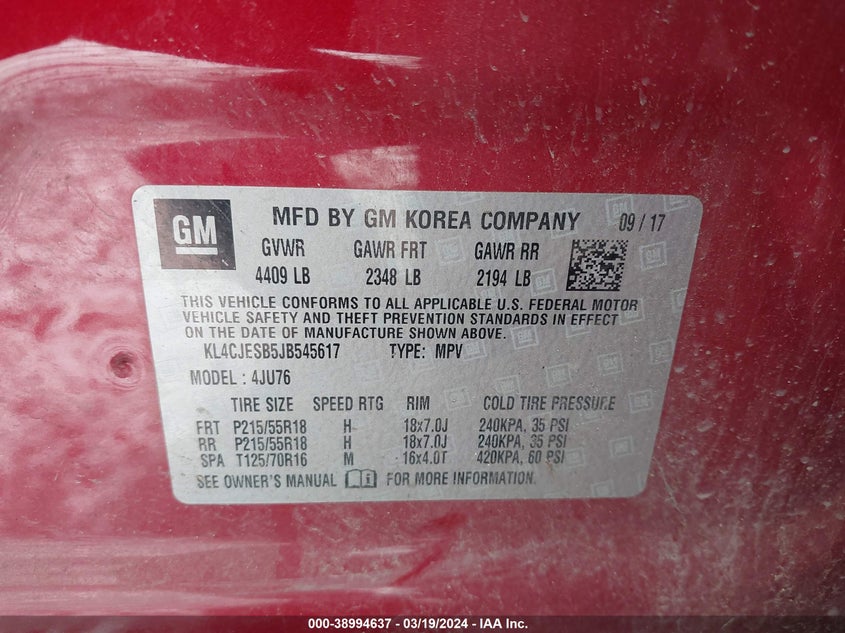 GM
MFD BY GM KOREA COMPANY 09 / 17
GVWR GAWR FRT GAWR RR
4409 LB 2348 LB 2194 LB
THIS VEHICLE CONFORMS TO ALL APPLICABLE U.S. FEDERAL MOTOR
VEHICLE SAFETY AND THEFT PREVENTION STANDARDS IN EFFECT
ON THE DATE OF MANUFACTURE SHOWN ABOVE.
KL4CJESB5JB545617 TYPE: MPV
MODEL : 4JU76
TIRE SIZE SPEED RTG RIM COLD TIRE PRESSURE
FRT P215/55R18 H 18x7.0J 240KPA, 35 PSI
RR P215/55R18 H 18x7.0J 240KPA, 35 PSI
SPA T125/70R16 M 16x4.0T 420KPA, 60 PSI
SEE OWNER'S MANUAL FOR MORE INFORMATION.
000-38994637 - 03/19/2024 - IAA Inc.